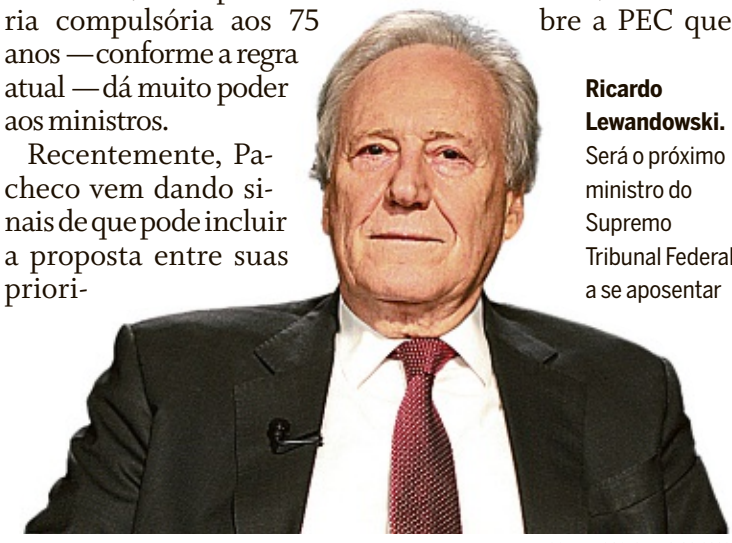 ria compulsória aos 75
anos — conforme a regra
atual — dá muito poder
aos ministros.
Recentemente, Pa-
checo vem dando si-
nais de que pode incluir
a proposta entre suas
priori-
bre a PEC que
Ricardo
Lewandowski.
Será o próximo
ministro do
Supremo
Tribunal Federal
a se aposentar